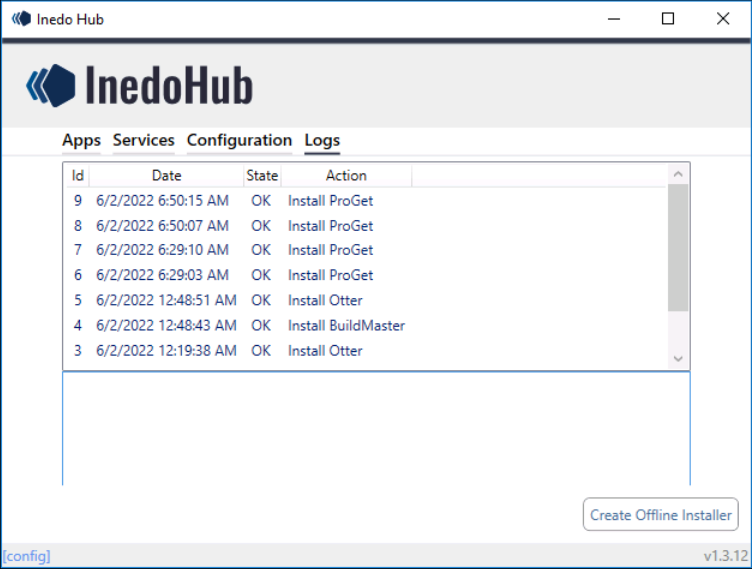 Inedo Hub
InedoHub
Apps Services Configuration Logs
Id Date State Action
9 6/2/2022 6:50:15 AM OK Install ProGet
8 6/2/2022 6:50:07 AM OK Install ProGet
7 6/2/2022 6:29:10 AM OK Install ProGet
6 6/2/2022 6:29:03 AM OK Install ProGet
5 6/2/2022 12:48:51 AM OK Install Otter
4 6/2/2022 12:48:43 AM OK Install BuildMaster
3 6/2/2022 12:19:38 AM OK Install Otter
Create Offline Installer
[config] v1.3.12